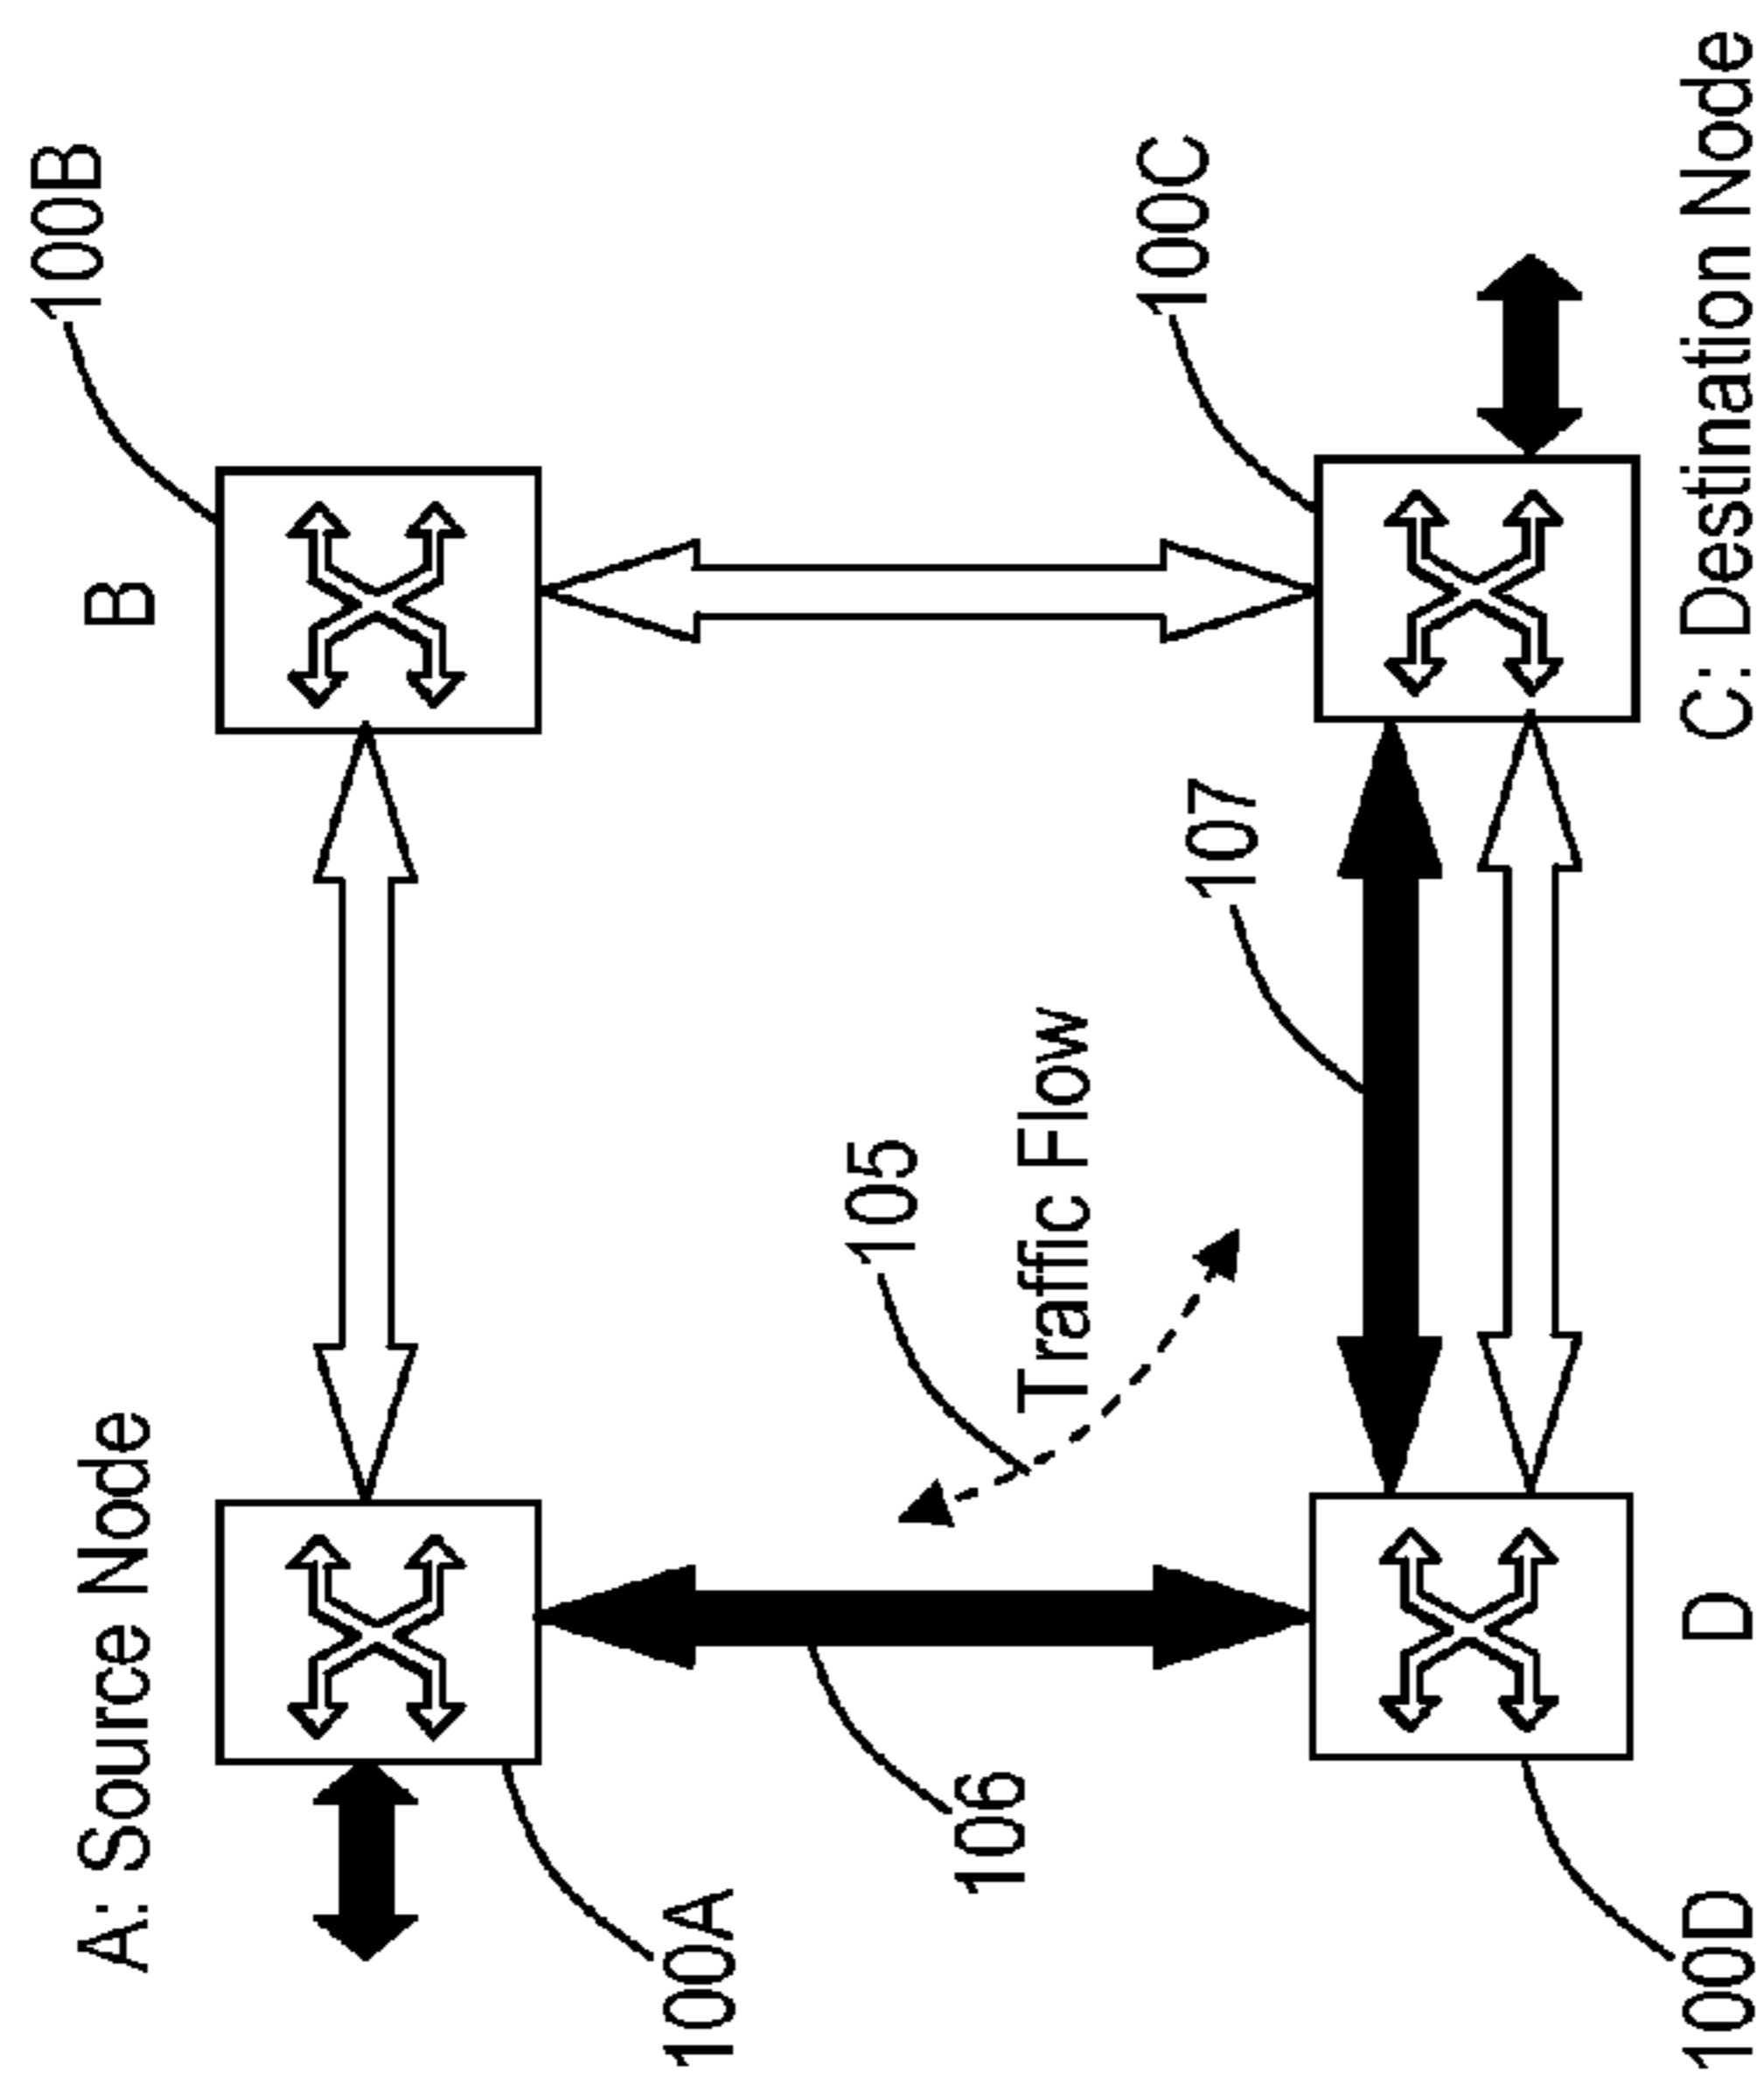 100B
A: Source Node
B
100A
105
106
Traffic Flow
100C
107
100D
D
C: Destination Node